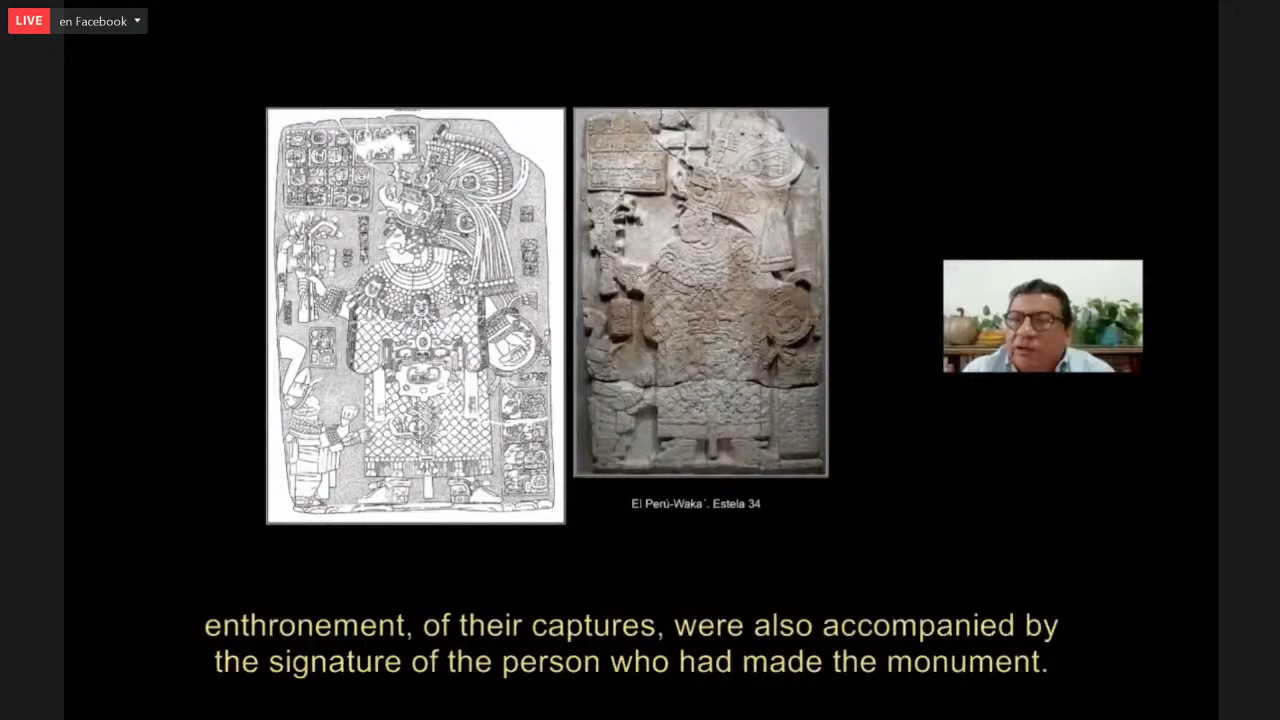 LIVE en Facebook
El Perú-Waka´. Estela 34
enthronement, of their captures, were also accompanied by
the signature of the person who had made the monument.